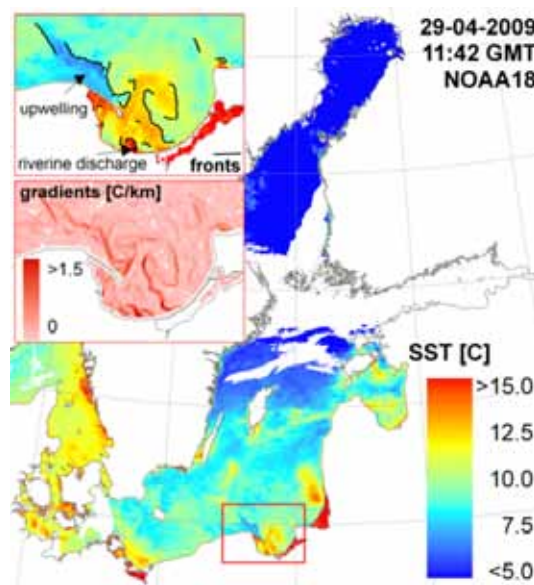 29-04-2009
11:42 GMT
NOAA18
upwelling
riverine discharge
fronts
gradients [C/km]
>1.5
0
SST [C]
>15.0
12.5
10.0
7.5
<5.0